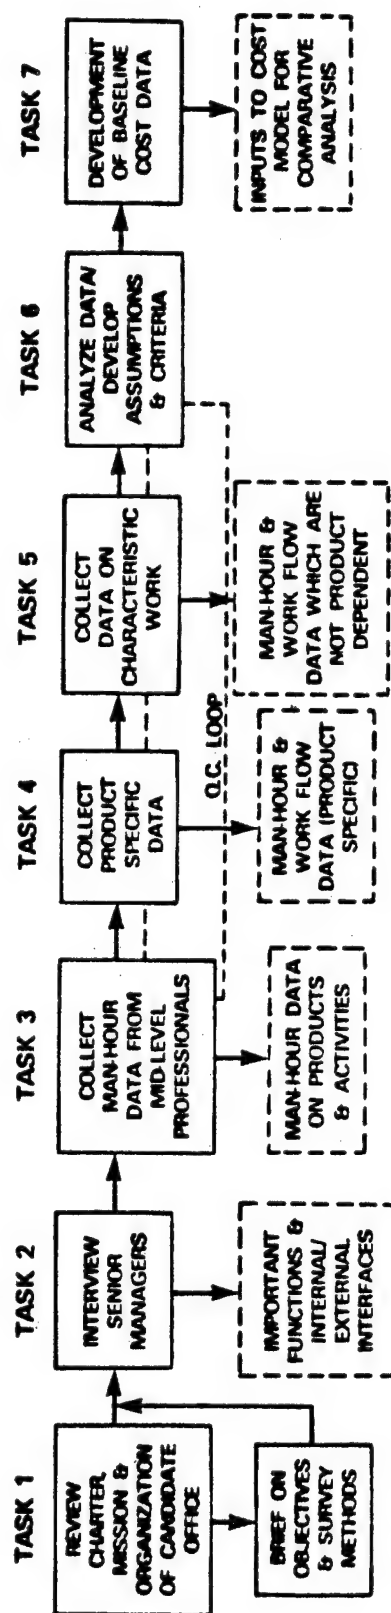 TASK 1
REVIEW
CHARTER,
MISSION &
ORGANIZATION
OF CANDIDATE
OFFICE
BRIEF ON
OBJECTIVES
& SURVEY
METHODS
TASK 2
INTERVIEW
SENIOR
MANAGERS
IMPORTANT
FUNCTIONS &
INTERNAL/
EXTERNAL
INTERFACES
TASK 3
COLLECT
MAN-HOUR
DATA FROM
MID-LEVEL
PROFESSIONALS
MAN-HOUR DATA
ON PRODUCTS
& ACTIVITIES
TASK 4
COLLECT
PRODUCT
SPECIFIC
DATA
MAN-HOUR &
WORK FLOW
DATA (PRODUCT
SPECIFIC)
Q.C. LOOP
TASK 5
COLLECT
DATA ON
CHARACTERISTIC
WORK
MAN-HOUR &
WORK FLOW
DATA WHICH ARE
NOT PRODUCT
DEPENDENT
TASK 6
ANALYZE DATA/
DEVELOP
ASSUMPTIONS
& CRITERIA
TASK 7
DEVELOPMENT
OF BASELINE
COST DATA
INPUTS TO COST
MODEL FOR
COMPARATIVE
ANALYSIS